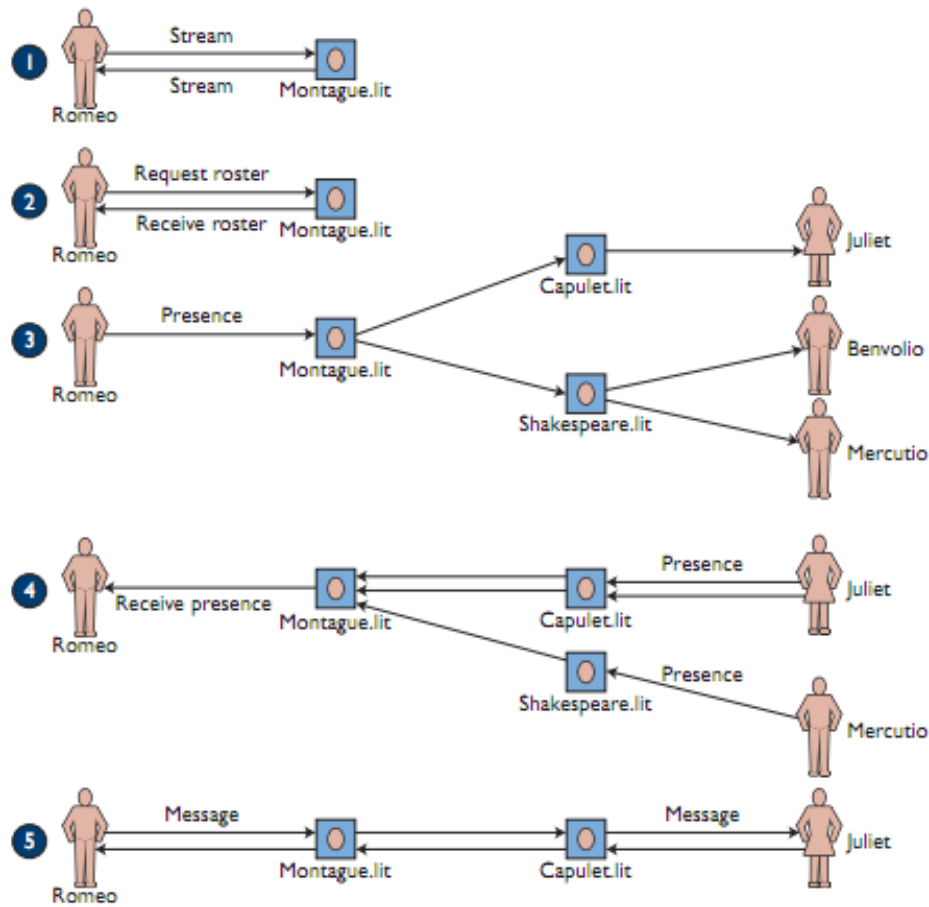 1
Stream
Stream
Romeo
Montague.lit
2
Request roster
Receive roster
Romeo
Montague.lit
3
Presence
Romeo
Montague.lit
Capulet.lit
Shakespeare.lit
Juliet
Benvolio
Mercutio
4
Receive presence
Romeo
Montague.lit
Capulet.lit
Presence
Juliet
Shakespeare.lit
Presence
Mercutio
5
Message
Romeo
Montague.lit
Capulet.lit
Message
Juliet